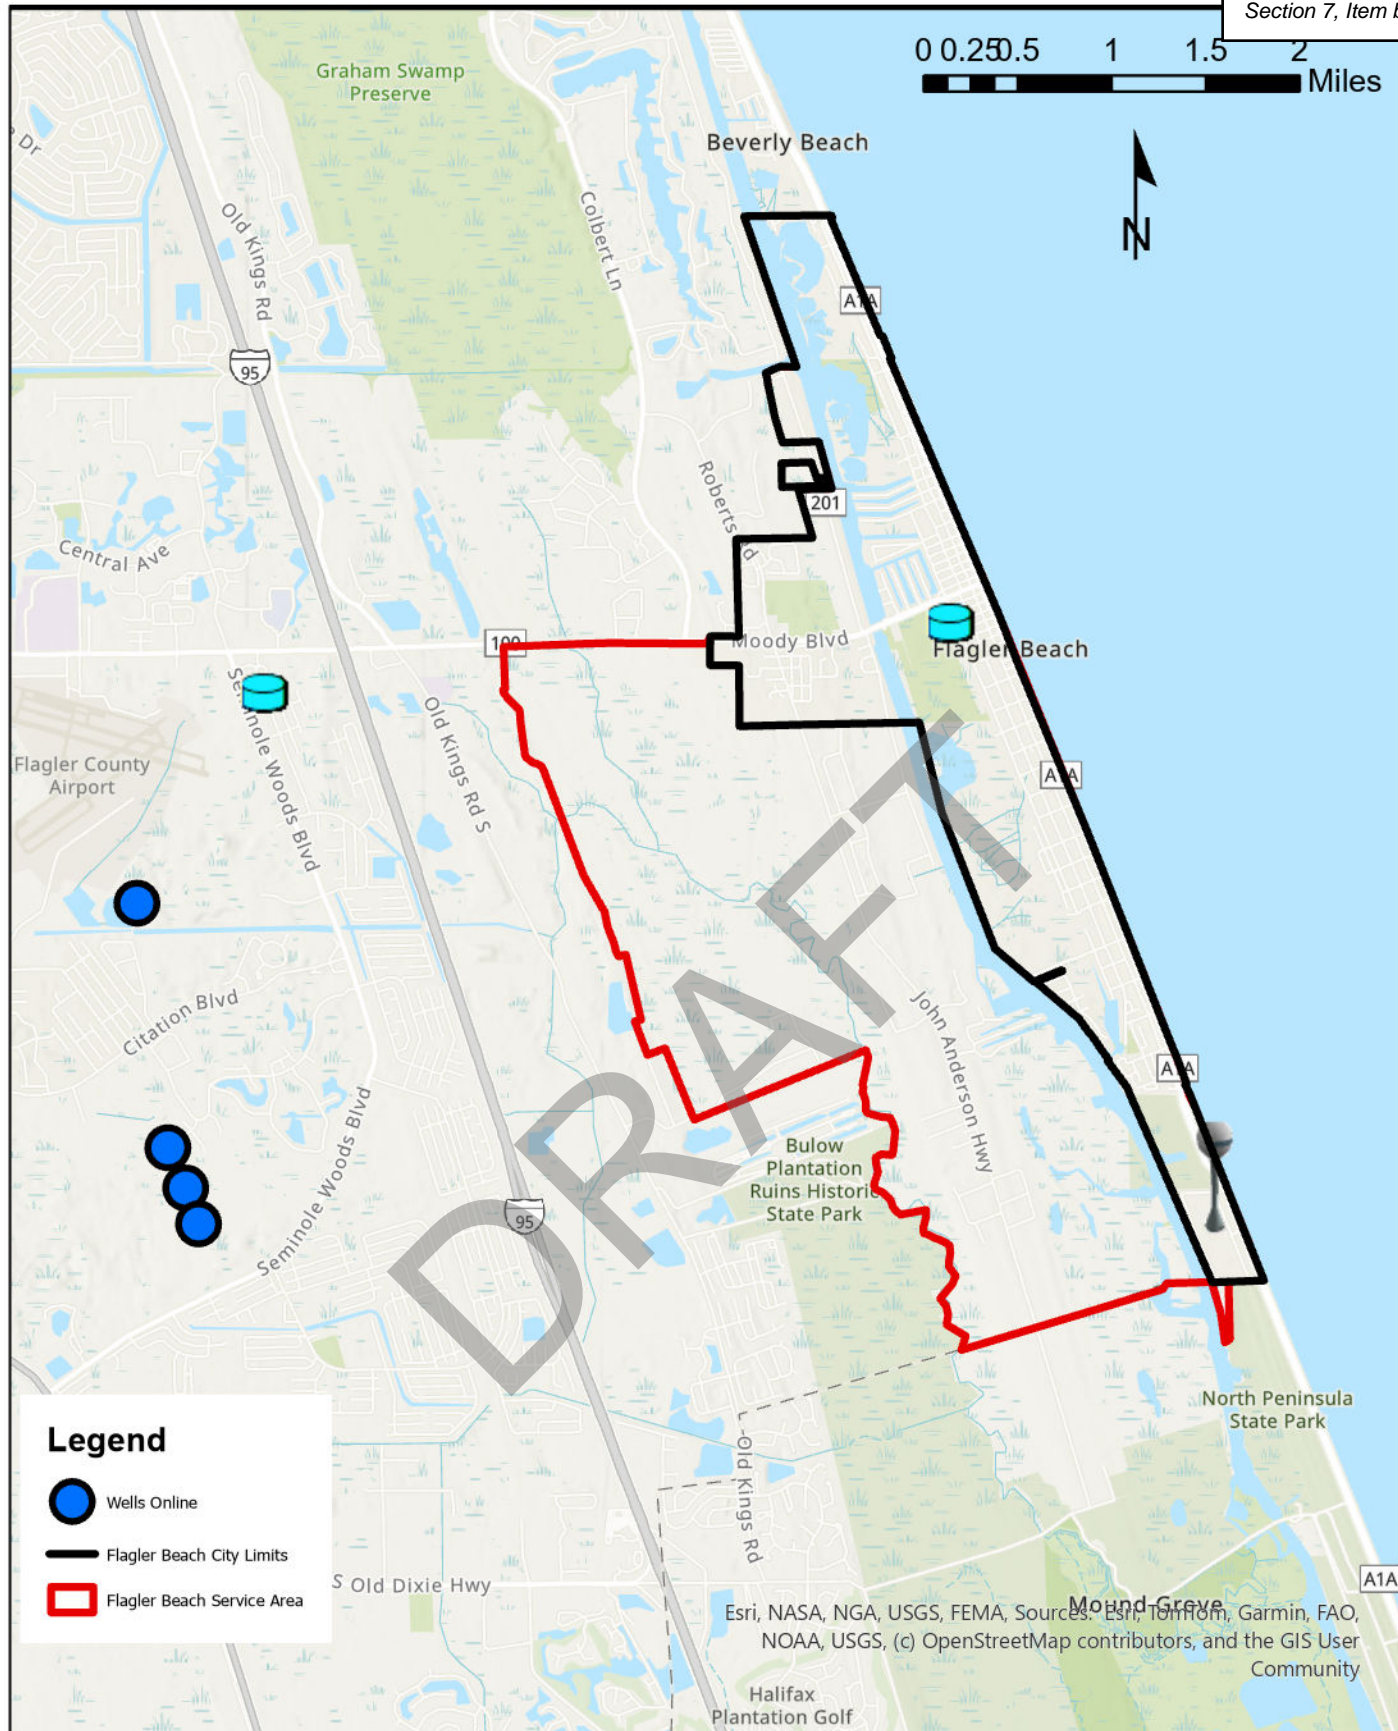 Section 7, Item b
0 0.25 0.5 1 1.5 2
Miles
Graham Swamp
Preserve
Beverly Beach
Dr
N
Old Kings Rd
Colbert Ln
A1A
95
Roberts Rd
201
Central Ave
100
Moody Blvd
Flagler Beach
Seminole Woods Blvd
Old Kings Rd S
Flagler County
Airport
A1A
DRAFT
Citation Blvd
John Anderson Hwy
A1A
Seminole Woods Blvd
Bulow
Plantation
Ruins Historic
State Park
95
North Peninsula
State Park
Legend
Wells Online
Flagler Beach City Limits
Flagler Beach Service Area
Old Kings Rd
S Old Dixie Hwy
A1A
Mound Grove
Esri, NASA, NGA, USGS, FEMA, Sources: Esri, TomTom, Garmin, FAO,
NOAA, USGS, (c) OpenStreetMap contributors, and the GIS User
Community
Halifax
Plantation Golf